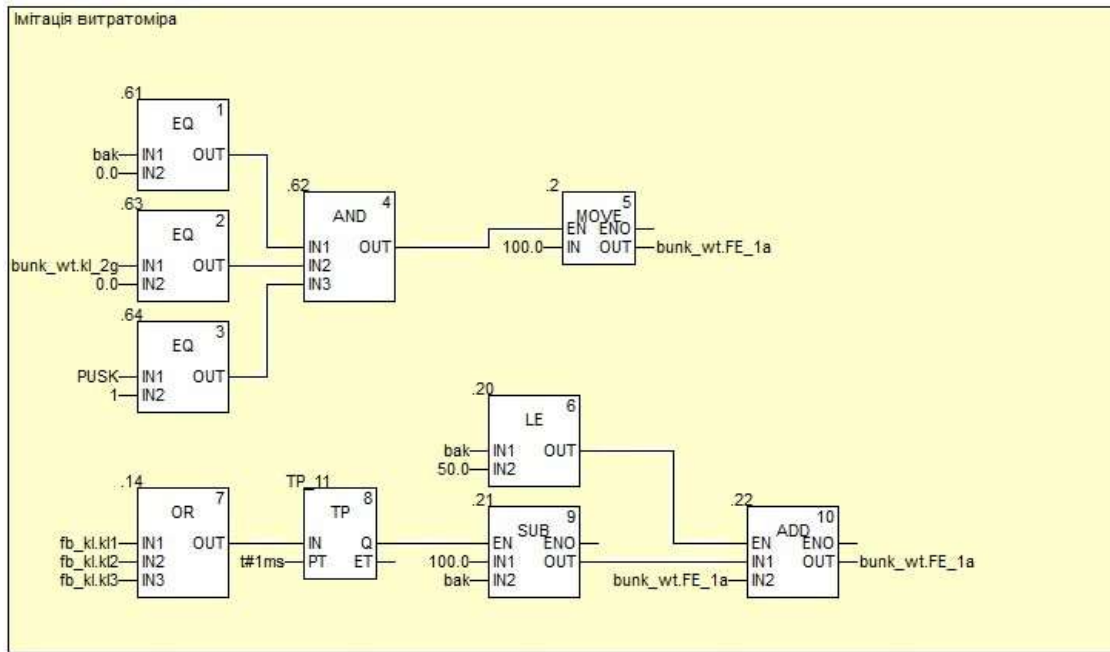 Імітація витратоміра
.61
1
EQ
bak IN1 OUT
0.0 IN2
.63
2
EQ
bunk_wt.kl_2g IN1 OUT
0.0 IN2
.64
3
EQ
PUSK IN1 OUT
1 IN2
.62
4
AND
IN1 OUT
IN2
IN3
.2
5
MOVE
EN ENO
100.0 IN OUT bunk_wt.FE_1a
.20
6
LE
bak IN1 OUT
50.0 IN2
.14
7
OR
fb_kl.kl1 IN1 OUT
fb_kl.kl2 IN2
fb_kl.kl3 IN3
TP_11
8
TP
IN Q
t#1ms PT ET
.21
9
SUB
EN ENO
100.0 IN1 OUT
bak IN2
.22
10
ADD
EN ENO
IN1 OUT bunk_wt.FE_1a
bunk_wt.FE_1a IN2